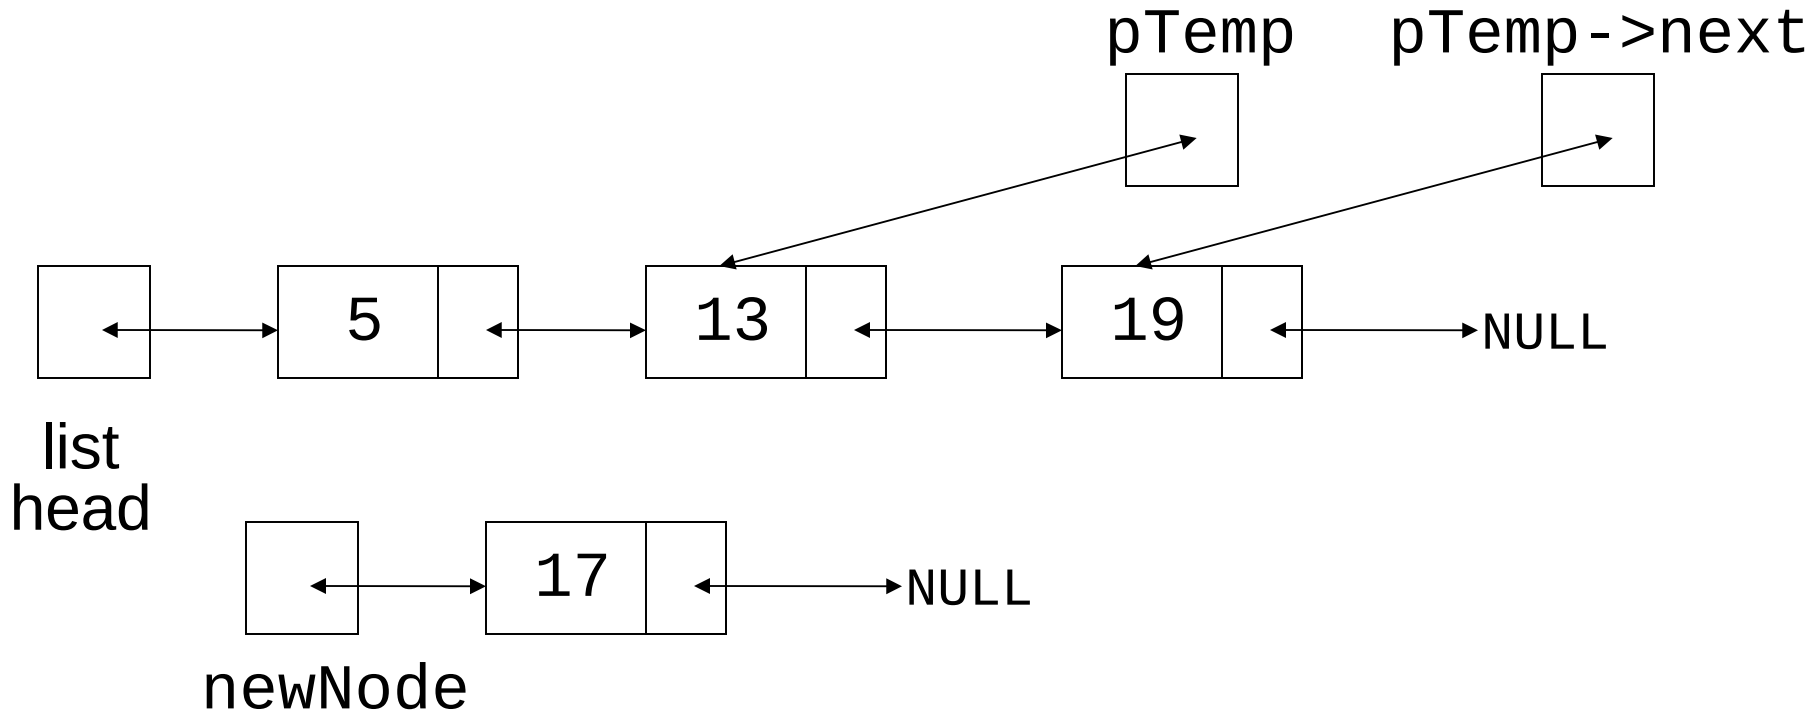 pTemp pTemp->next
5 13 19 NULL
list
head
17 NULL
newNode